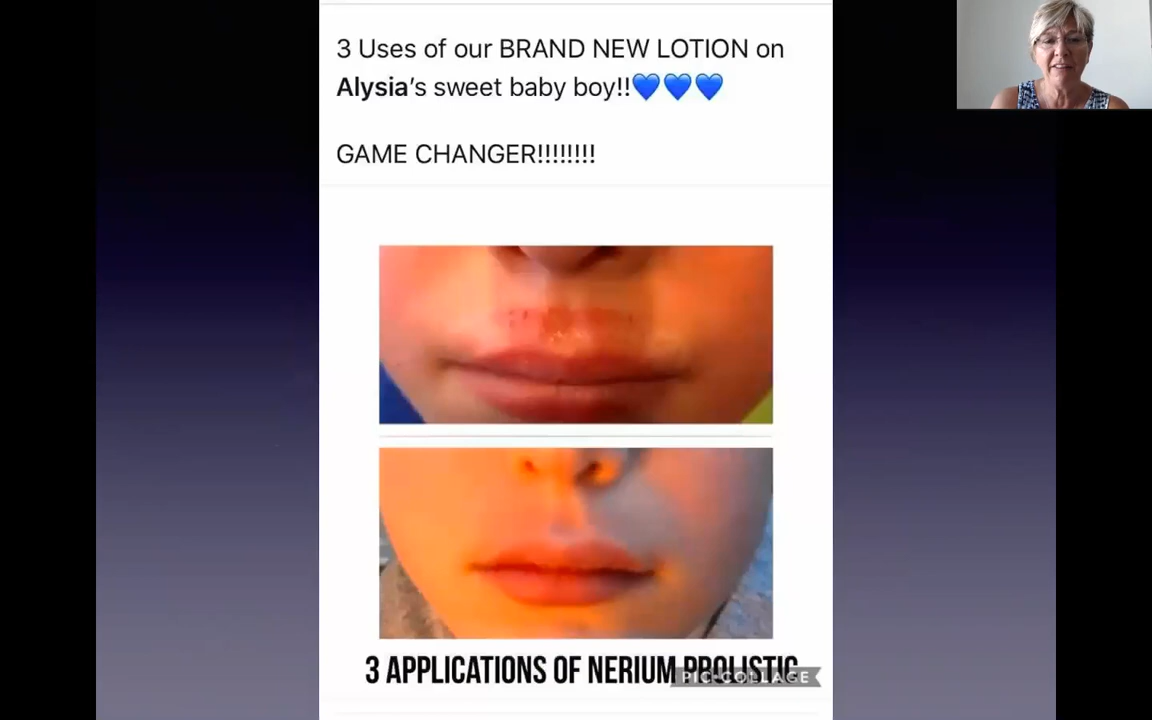 3 Uses of our BRAND NEW LOTION on
Alysia's sweet baby boy!!💙💙💙
GAME CHANGER!!!!!!!!
3 APPLICATIONS OF NERIUM PROLISTIC
PIC•COLLAGE